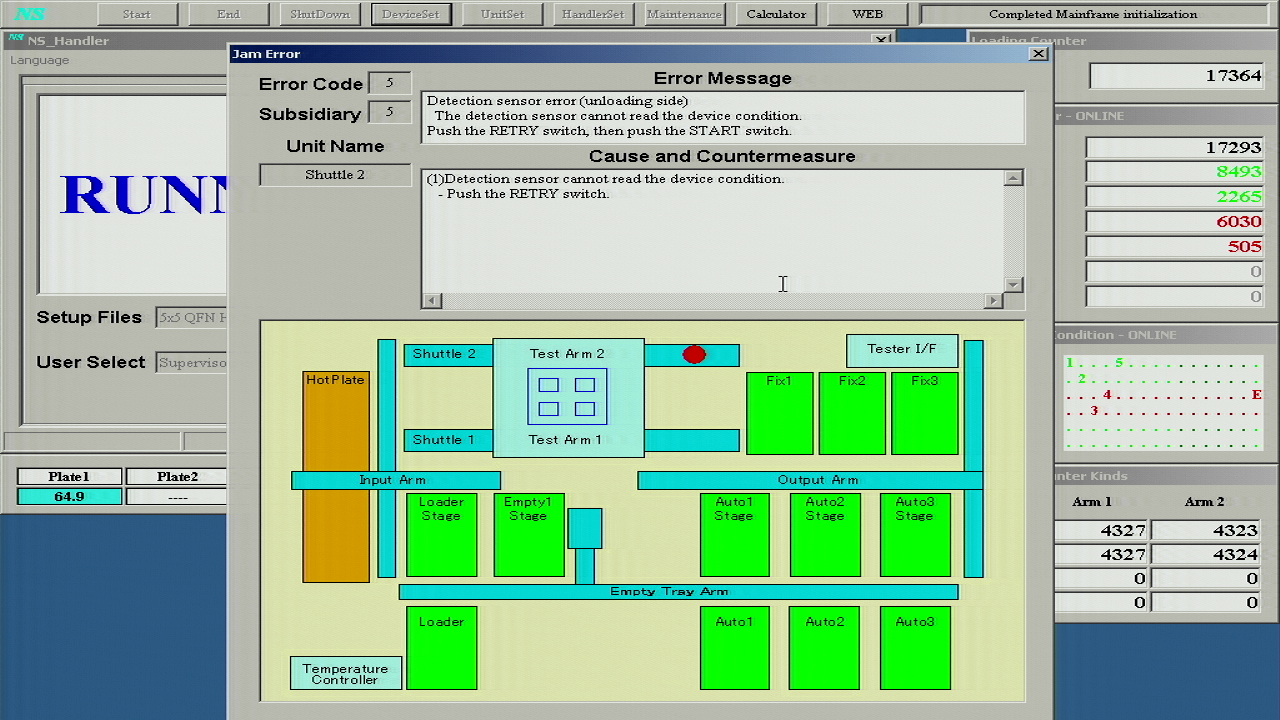 NS
Start
End
ShutDown
DeviceSet
UnitSet
HandlerSet
Maintenance
Calculator
WEB
Completed Mainframe initialization
NS NS_Handler
Language
Jam Error
Loading Counter
17364
Error Code 5
Subsidiary 5
Unit Name
Shuttle 2
Error Message
Detection sensor error (unloading side)
The detection sensor cannot read the device condition.
Push the RETRY switch, then push the START switch.
Cause and Countermeasure
(1)Detection sensor cannot read the device condition.
- Push the RETRY switch.
RUNN
Setup Files 5x5 QFN H
User Select Superviso
Plate1 Plate2
64.9 ----
r - ONLINE
17293
8493
2265
6030
505
0
0
ondition - ONLINE
1 . . . 5 . . . . . . . . . . .
. 2 . . . . . . . . . . . . . .
. . . 4 . . . . . . . . . . . E
. . 3 . . . . . . . . . . . . .
. . . . . . . . . . . . . . . .
. . . . . . . . . . . . . . . .
unter Kinds
Arm 1 Arm 2
4327 4323
4327 4324
0 0
0 0
Shuttle 2
Test Arm 2
Tester I/F
HotPlate
Fix1
Fix2
Fix3
Shuttle 1
Test Arm 1
Input Arm
Output Arm
Loader
Stage
Empty1
Stage
Auto1
Stage
Auto2
Stage
Auto3
Stage
Empty Tray Arm
Loader
Auto1
Auto2
Auto3
Temperature
Controller